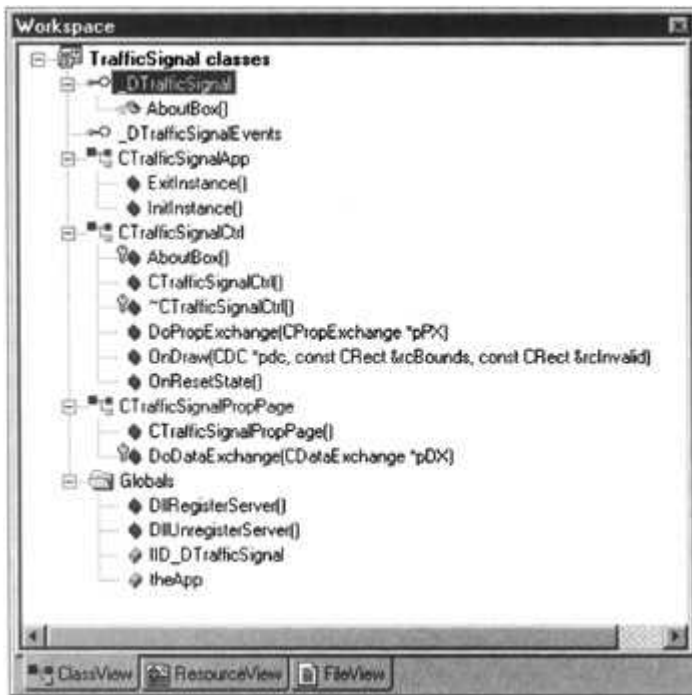 Workspace
TrafficSignal classes
_DTrafficSignal
AboutBox()
_DTrafficSignalEvents
CTrafficSignalApp
ExitInstance()
InitInstance()
CTrafficSignalCtrl
AboutBox()
CTrafficSignalCtrl()
~CTrafficSignalCtrl()
DoPropExchange(CPropExchange *pPX)
OnDraw(CDC *pdc, const CRect &rcBounds, const CRect &rcInvalid)
OnResetState()
CTrafficSignalPropPage
CTrafficSignalPropPage()
DoDataExchange(CDataExchange *pDX)
Globals
DllRegisterServer()
DllUnregisterServer()
IID_DTrafficSignal
theApp
ClassView ResourceView FileView